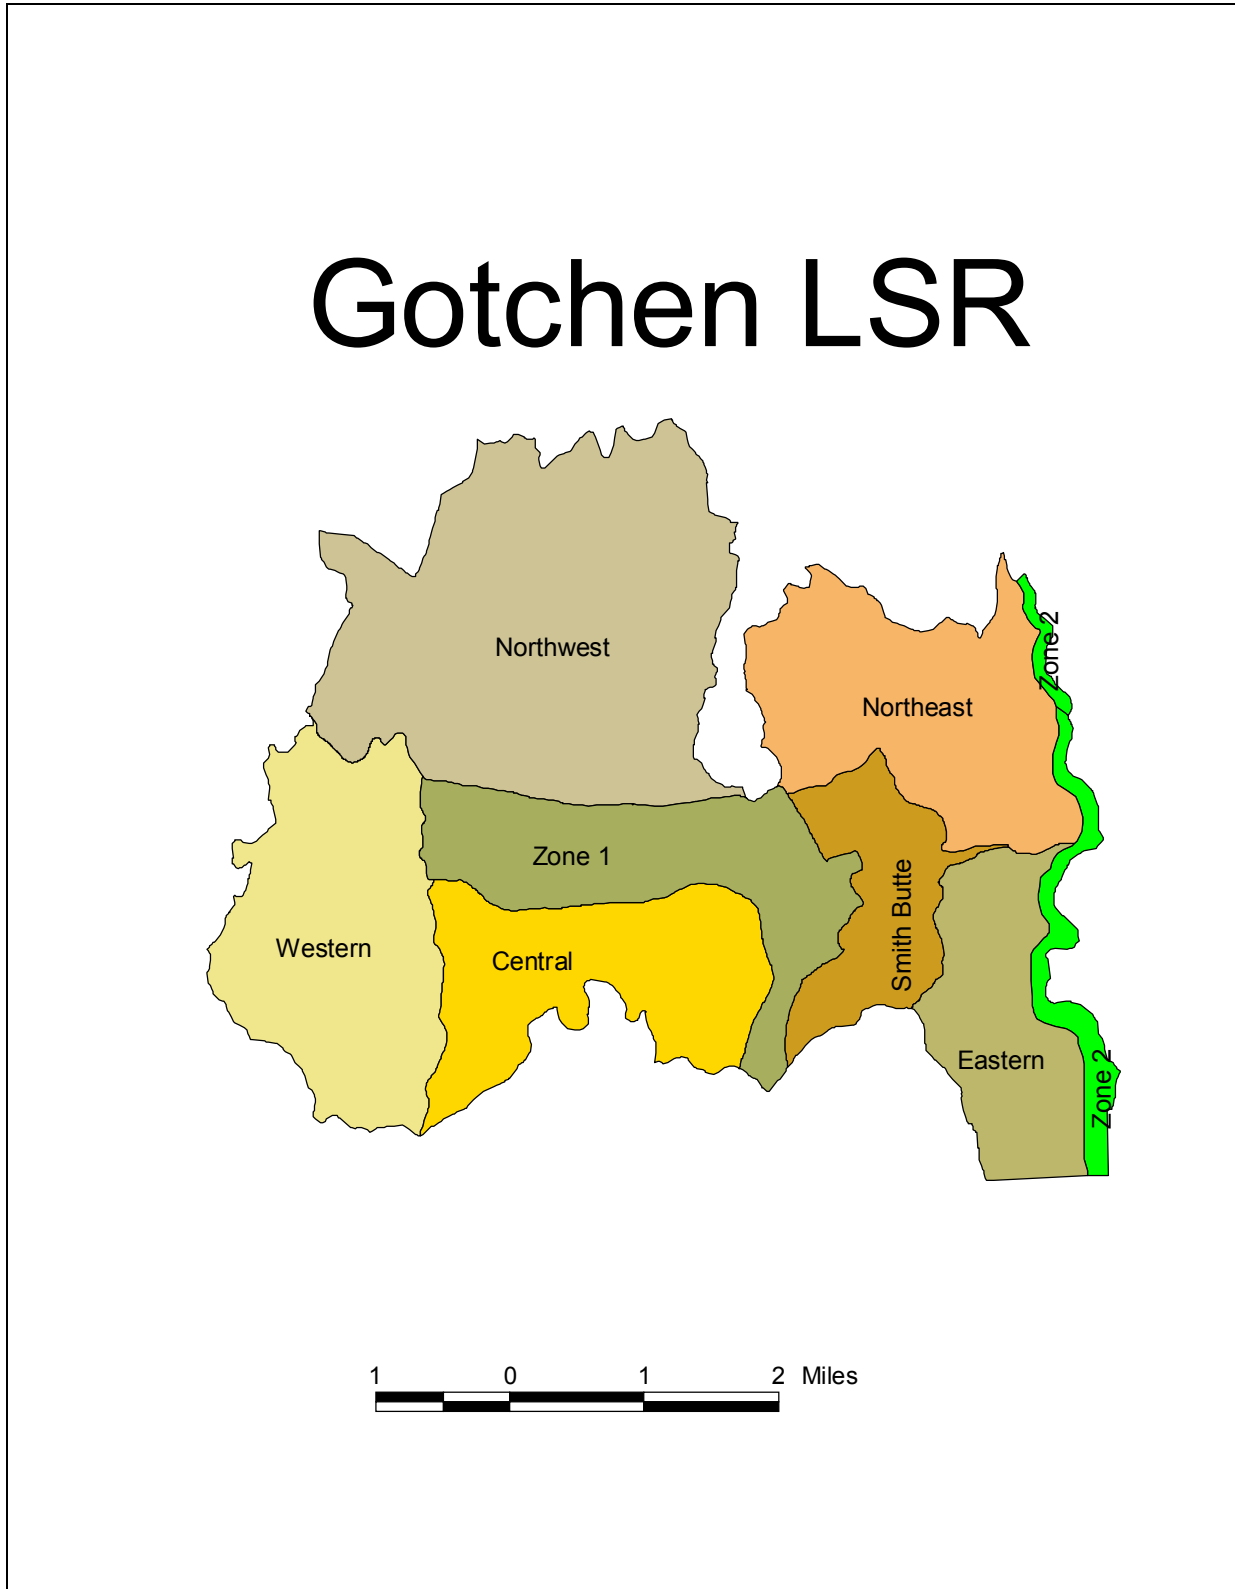 Gotchen LSR
Northwest
Zone 2
Northeast
Zone 1
Smith Butte
Western
Central
Eastern
Zone 2
1 0 1 2 Miles